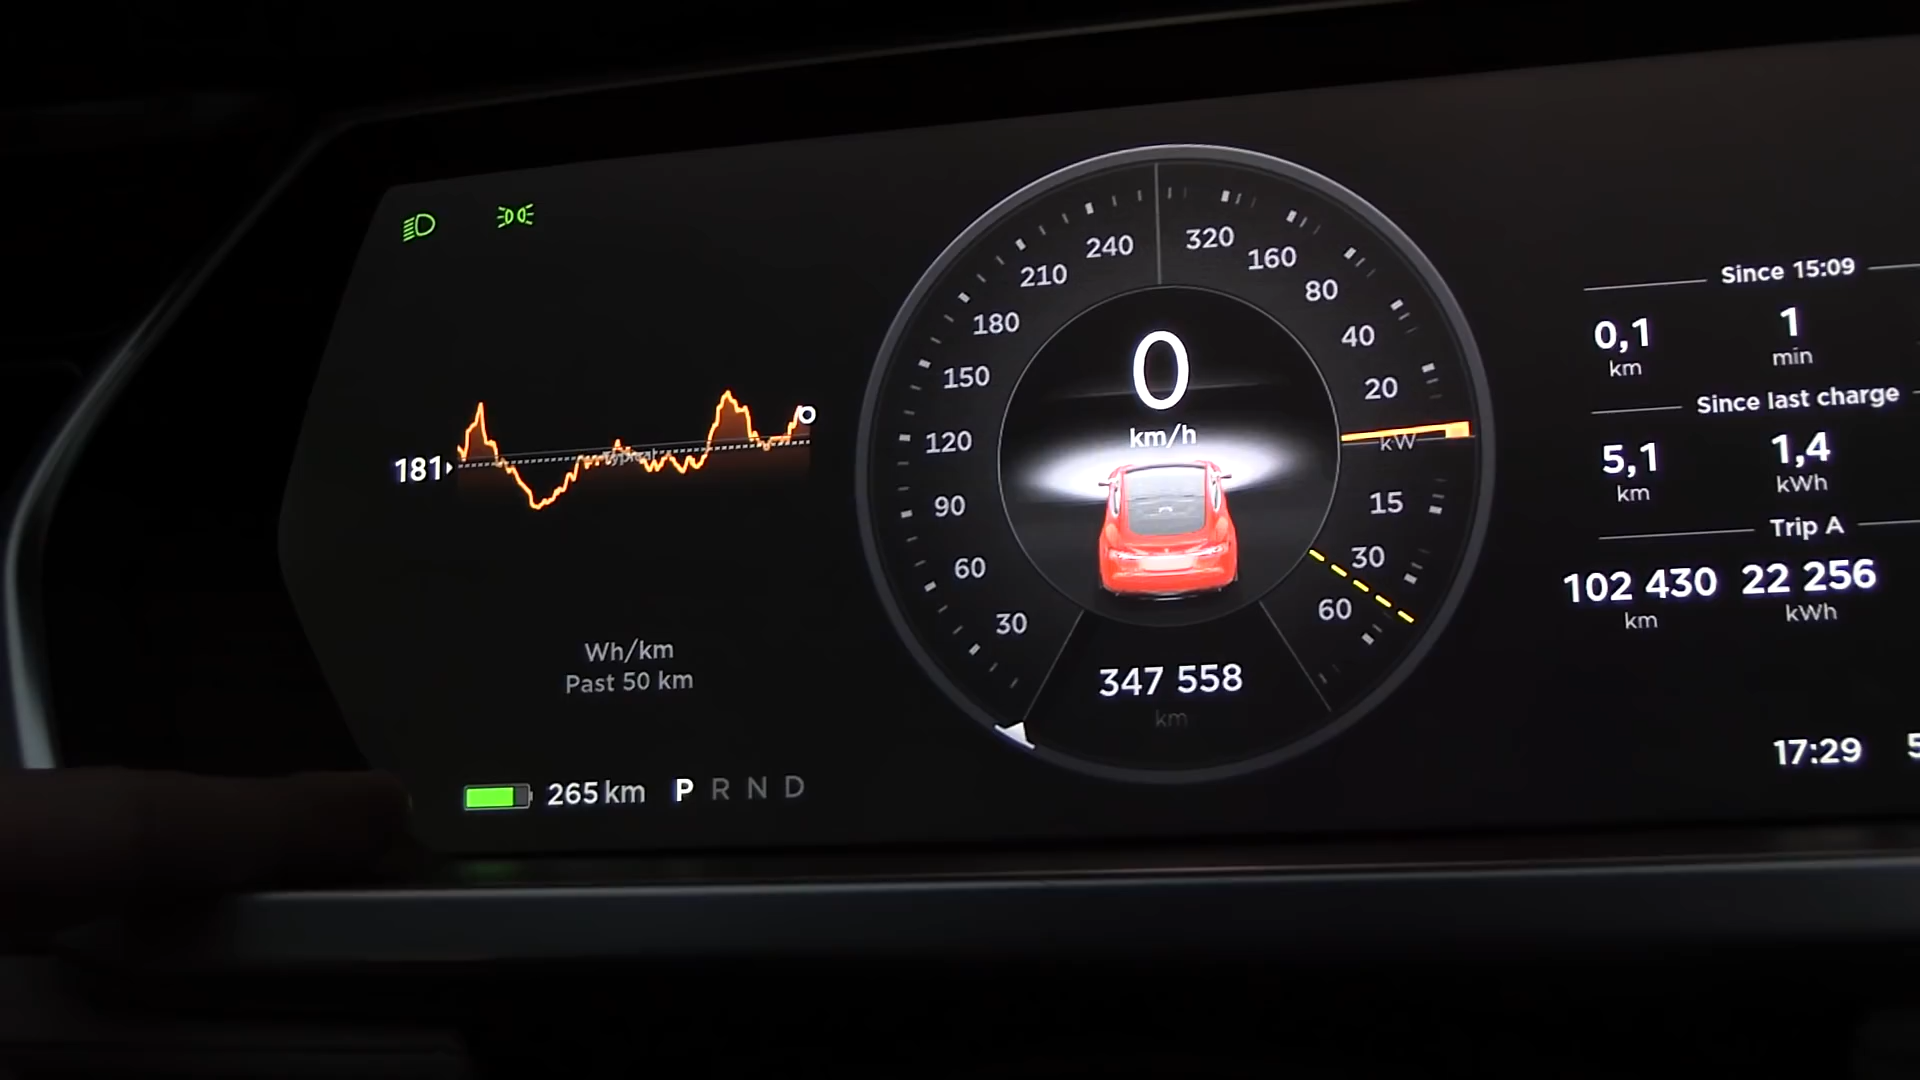 181
Typical
Wh/km
Past 50 km
265 km P R N D
240
210
180
150
120
90
60
30
320
160
80
40
20
kW
15
30
60
0
km/h
347 558
km
Since 15:09
0,1 1
km min
Since last charge
5,1 1,4
km kWh
Trip A
102 430 22 256
km kWh
17:29 5